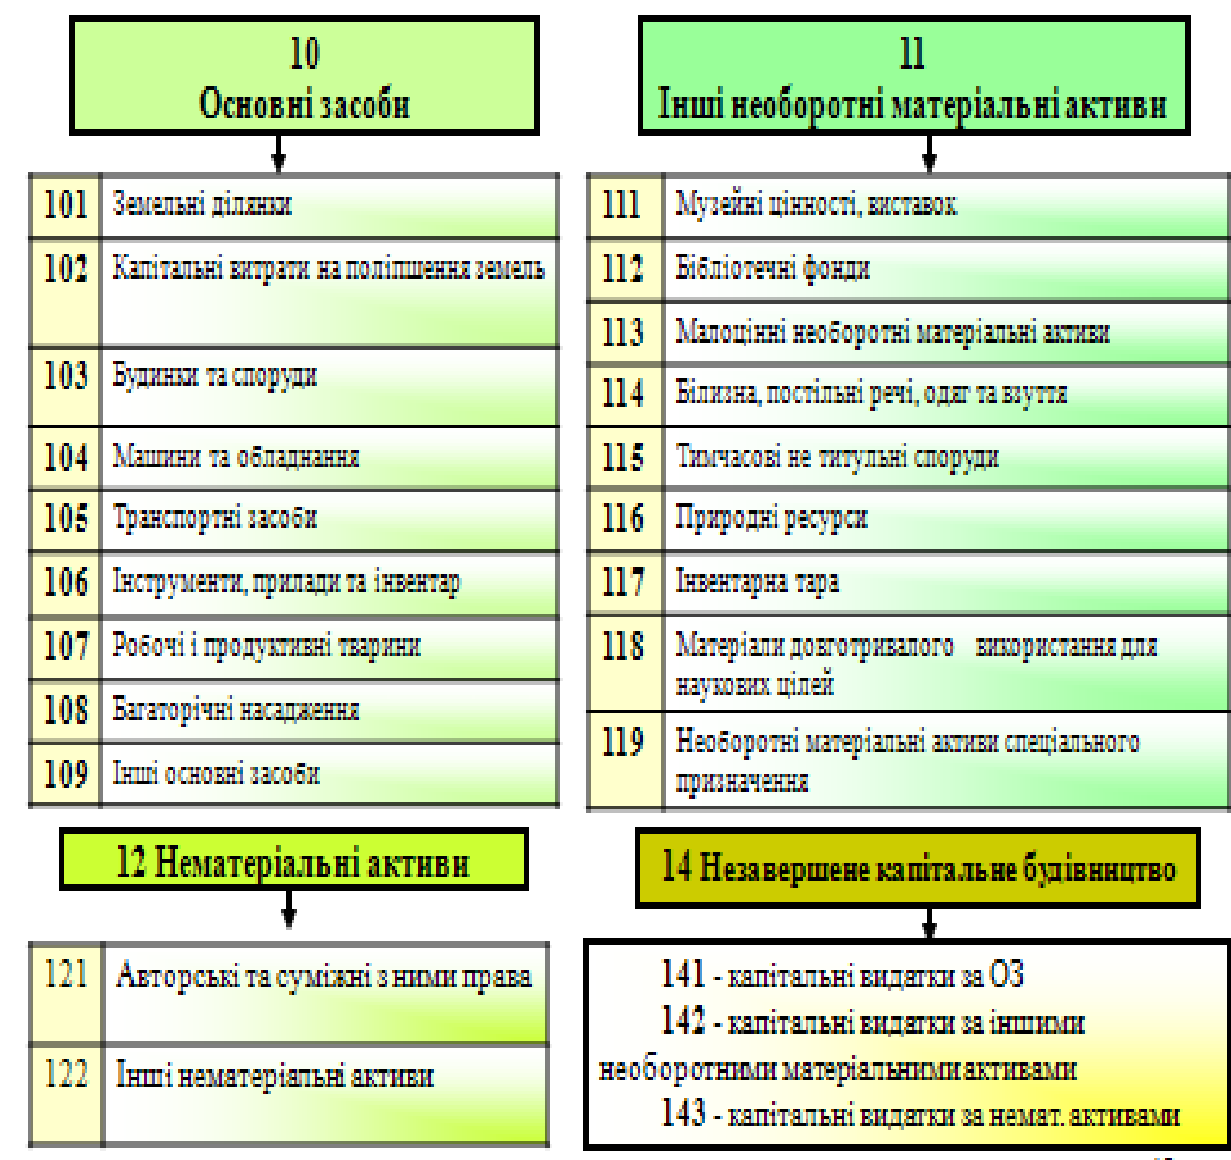 10
Основні засоби
101 Земельні ділянки
102 Капітальні витрати на поліпшення земель
103 Будинки та споруди
104 Машини та обладнання
105 Транспортні засоби
106 Інструменти, прилади та інвентар
107 Робочі і продуктивні тварини
108 Багаторічні насадження
109 Інші основні засоби
11
Інші необоротні матеріальні активи
111 Музейні цінності, виставок
112 Бібліотечні фонди
113 Малоцінні необоротні матеріальні активи
114 Білизна, постільні речі, одяг та взуття
115 Тимчасові не титульні споруди
116 Природні ресурси
117 Інвентарна тара
118 Матеріали довготривалого використання для
наукових цілей
119 Необоротні матеріальні активи спеціального
призначення
12 Нематеріальні активи
121 Авторські та суміжні з ними права
122 Інші нематеріальні активи
14 Незавершене капітальне будівництво
141 - капітальні видатки за ОЗ
142 - капітальні видатки за іншими
необоротними матеріальними активами
143 - капітальні видатки за немат. активами